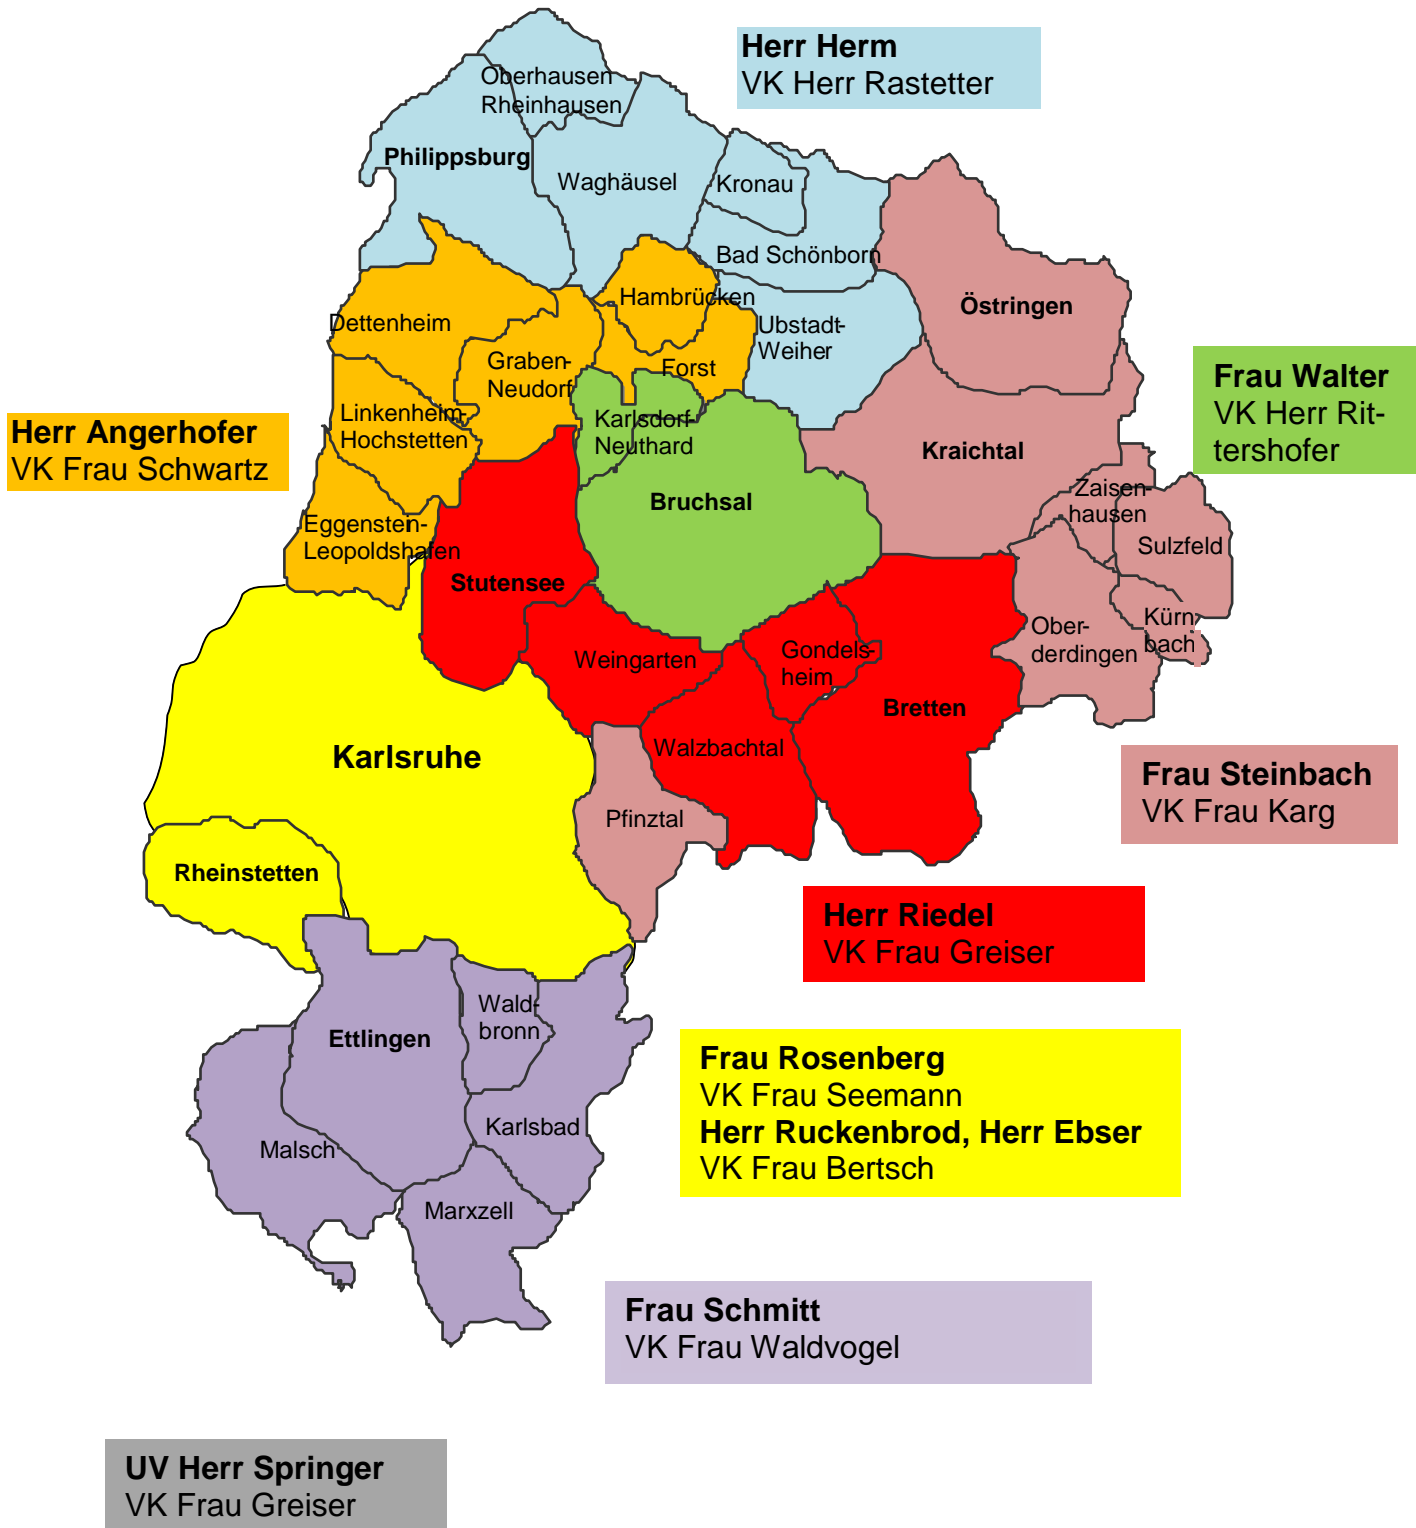 Herr Herm
VK Herr Rastetter
Oberhausen
Rheinhausen
Philippsburg
Waghäusel
Kronau
Bad Schönborn
Hambrücken
Östringen
Dettenheim
Ubstadt-
Weiher
Graben-
Neudorf
Forst
Frau Walter
VK Herr Rit-
tershofer
Herr Angerhofer
VK Frau Schwartz
Linkenheim-
Hochstetten
Karlsdorf-
Neuthard
Kraichtal
Bruchsal
Zaisen-
hausen
Sulzfeld
Eggenstein-
Leopoldshafen
Stutensee
Kürn
bach
Ober-
derdingen
Weingarten
Gondels-
heim
Bretten
Karlsruhe
Walzbachtal
Frau Steinbach
VK Frau Karg
Pfinztal
Rheinstetten
Herr Riedel
VK Frau Greiser
Wald-
bronn
Ettlingen
Frau Rosenberg
VK Frau Seemann
Herr Ruckenbrod, Herr Ebser
VK Frau Bertsch
Karlsbad
Malsch
Marxzell
Frau Schmitt
VK Frau Waldvogel
UV Herr Springer
VK Frau Greiser